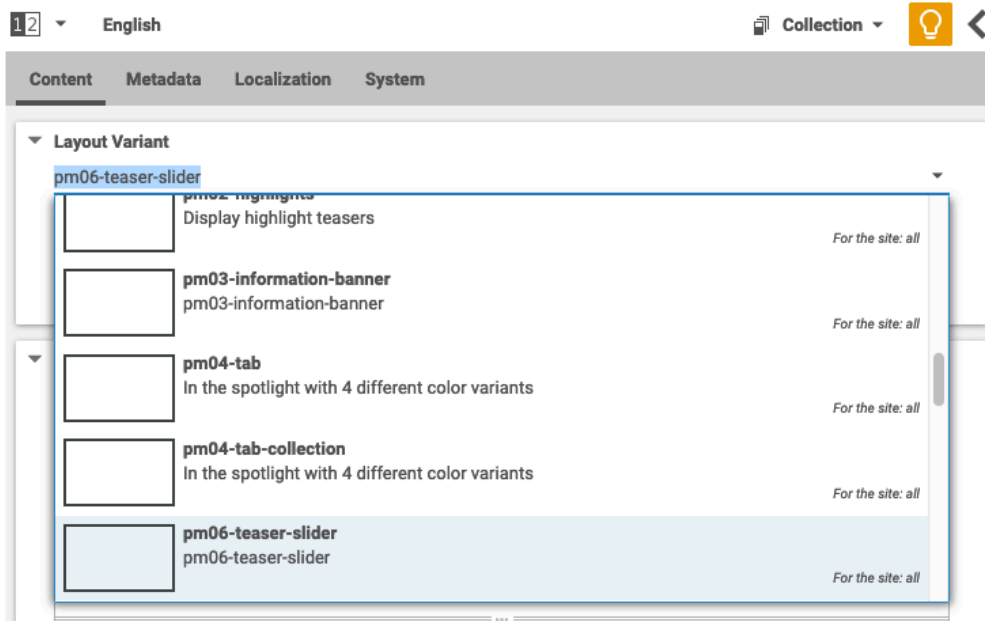 12 English Collection
Content Metadata Localization System
Layout Variant
pm06-teaser-slider
pm02-highlights
Display highlight teasers
For the site: all
pm03-information-banner
pm03-information-banner
For the site: all
pm04-tab
In the spotlight with 4 different color variants
For the site: all
pm04-tab-collection
In the spotlight with 4 different color variants
For the site: all
pm06-teaser-slider
pm06-teaser-slider
For the site: all